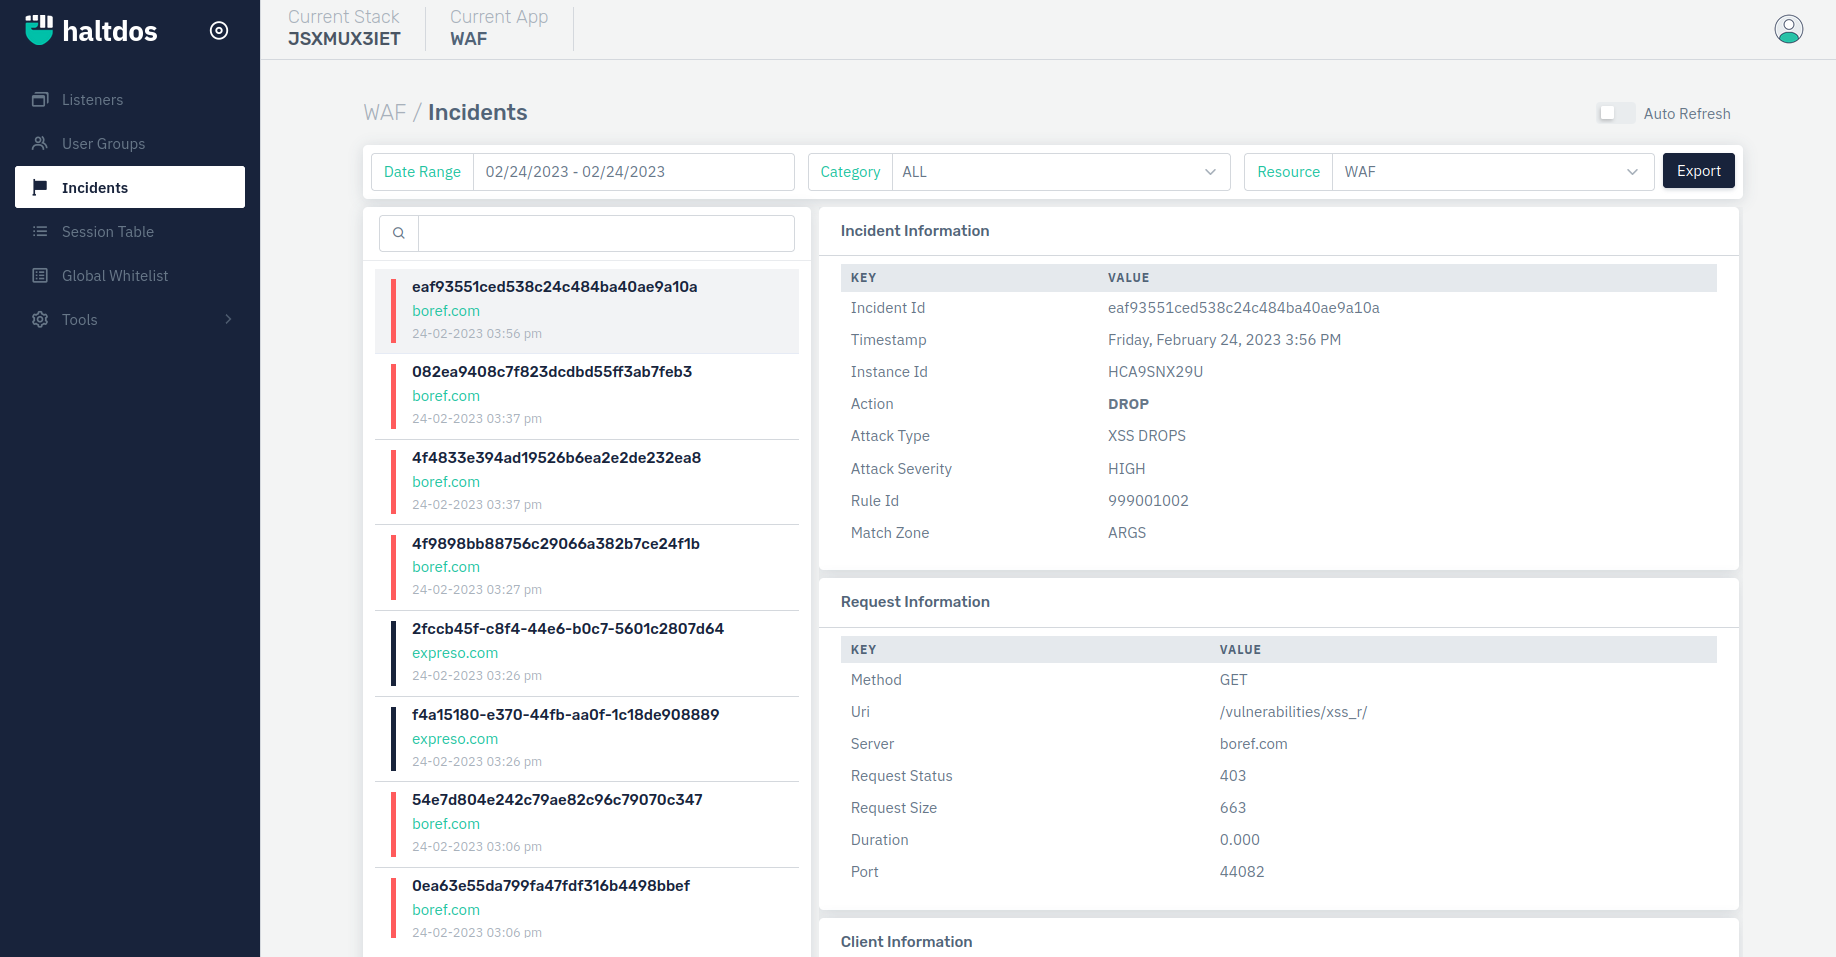 haltdos
Current Stack
JSXMUX3IET
Current App
WAF
Listeners
User Groups
Incidents
Session Table
Global Whitelist
Tools
WAF / Incidents
Auto Refresh
Date Range 02/24/2023 - 02/24/2023
Category ALL
Resource WAF
Export
eaf93551ced538c24c484ba40ae9a10a
boref.com
24-02-2023 03:56 pm
082ea9408c7f823dcdbd55ff3ab7feb3
boref.com
24-02-2023 03:37 pm
4f4833e394ad19526b6ea2e2de232ea8
boref.com
24-02-2023 03:37 pm
4f9898bb88756c29066a382b7ce24f1b
boref.com
24-02-2023 03:27 pm
2fccb45f-c8f4-44e6-b0c7-5601c2807d64
expreso.com
24-02-2023 03:26 pm
f4a15180-e370-44fb-aa0f-1c18de908889
expreso.com
24-02-2023 03:26 pm
54e7d804e242c79ae82c96c79070c347
boref.com
24-02-2023 03:06 pm
0ea63e55da799fa47fdf316b4498bbef
boref.com
24-02-2023 03:06 pm
Incident Information
KEY VALUE
Incident Id eaf93551ced538c24c484ba40ae9a10a
Timestamp Friday, February 24, 2023 3:56 PM
Instance Id HCA9SNX29U
Action DROP
Attack Type XSS DROPS
Attack Severity HIGH
Rule Id 999001002
Match Zone ARGS
Request Information
KEY VALUE
Method GET
Uri /vulnerabilities/xss_r/
Server boref.com
Request Status 403
Request Size 663
Duration 0.000
Port 44082
Client Information